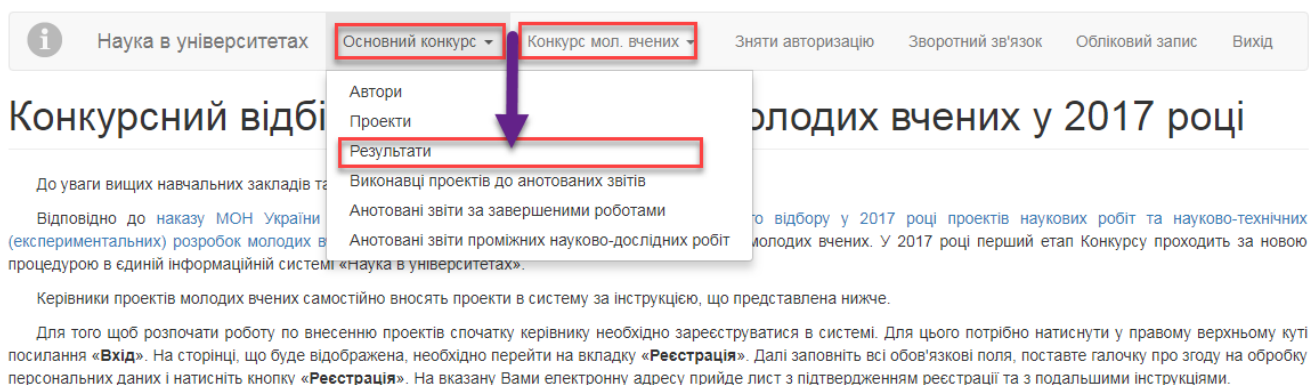 Наука в університетах Основний конкурс Конкурс мол. вчених Зняти авторизацію Зворотний зв'язок Обліковий запис Вихід
Автори
Конкурсний відбі олодих вчених у 2017 році
Проекти
Результати
До уваги вищих навчальних закладів та
Виконавці проектів до анотованих звітів
Відповідно до наказу МОН України
Анотовані звіти за завершеними роботами
го відбору у 2017 році проектів наукових робіт та науково-технічних
(експериментальних) розробок молодих в
Анотовані звіти проміжних науково-дослідних робіт
молодих вчених. У 2017 році перший етап Конкурсу проходить за новою
процедурою в єдиній інформаційній системі «Наука в університетах».
Керівники проектів молодих вчених самостійно вносять проекти в систему за інструкцією, що представлена нижче.
Для того щоб розпочати роботу по внесенню проектів спочатку керівнику необхідно зареєструватися в системі. Для цього потрібно натиснути у правому верхньому куті
посилання «Вхід». На сторінці, що буде відображена, необхідно перейти на вкладку «Реєстрація». Далі заповніть всі обов'язкові поля, поставте галочку про згоду на обробку
персональних даних і натисніть кнопку «Реєстрація». На вказану Вами електронну адресу прийде лист з підтвердженням реєстрації та з подальшими інструкціями.